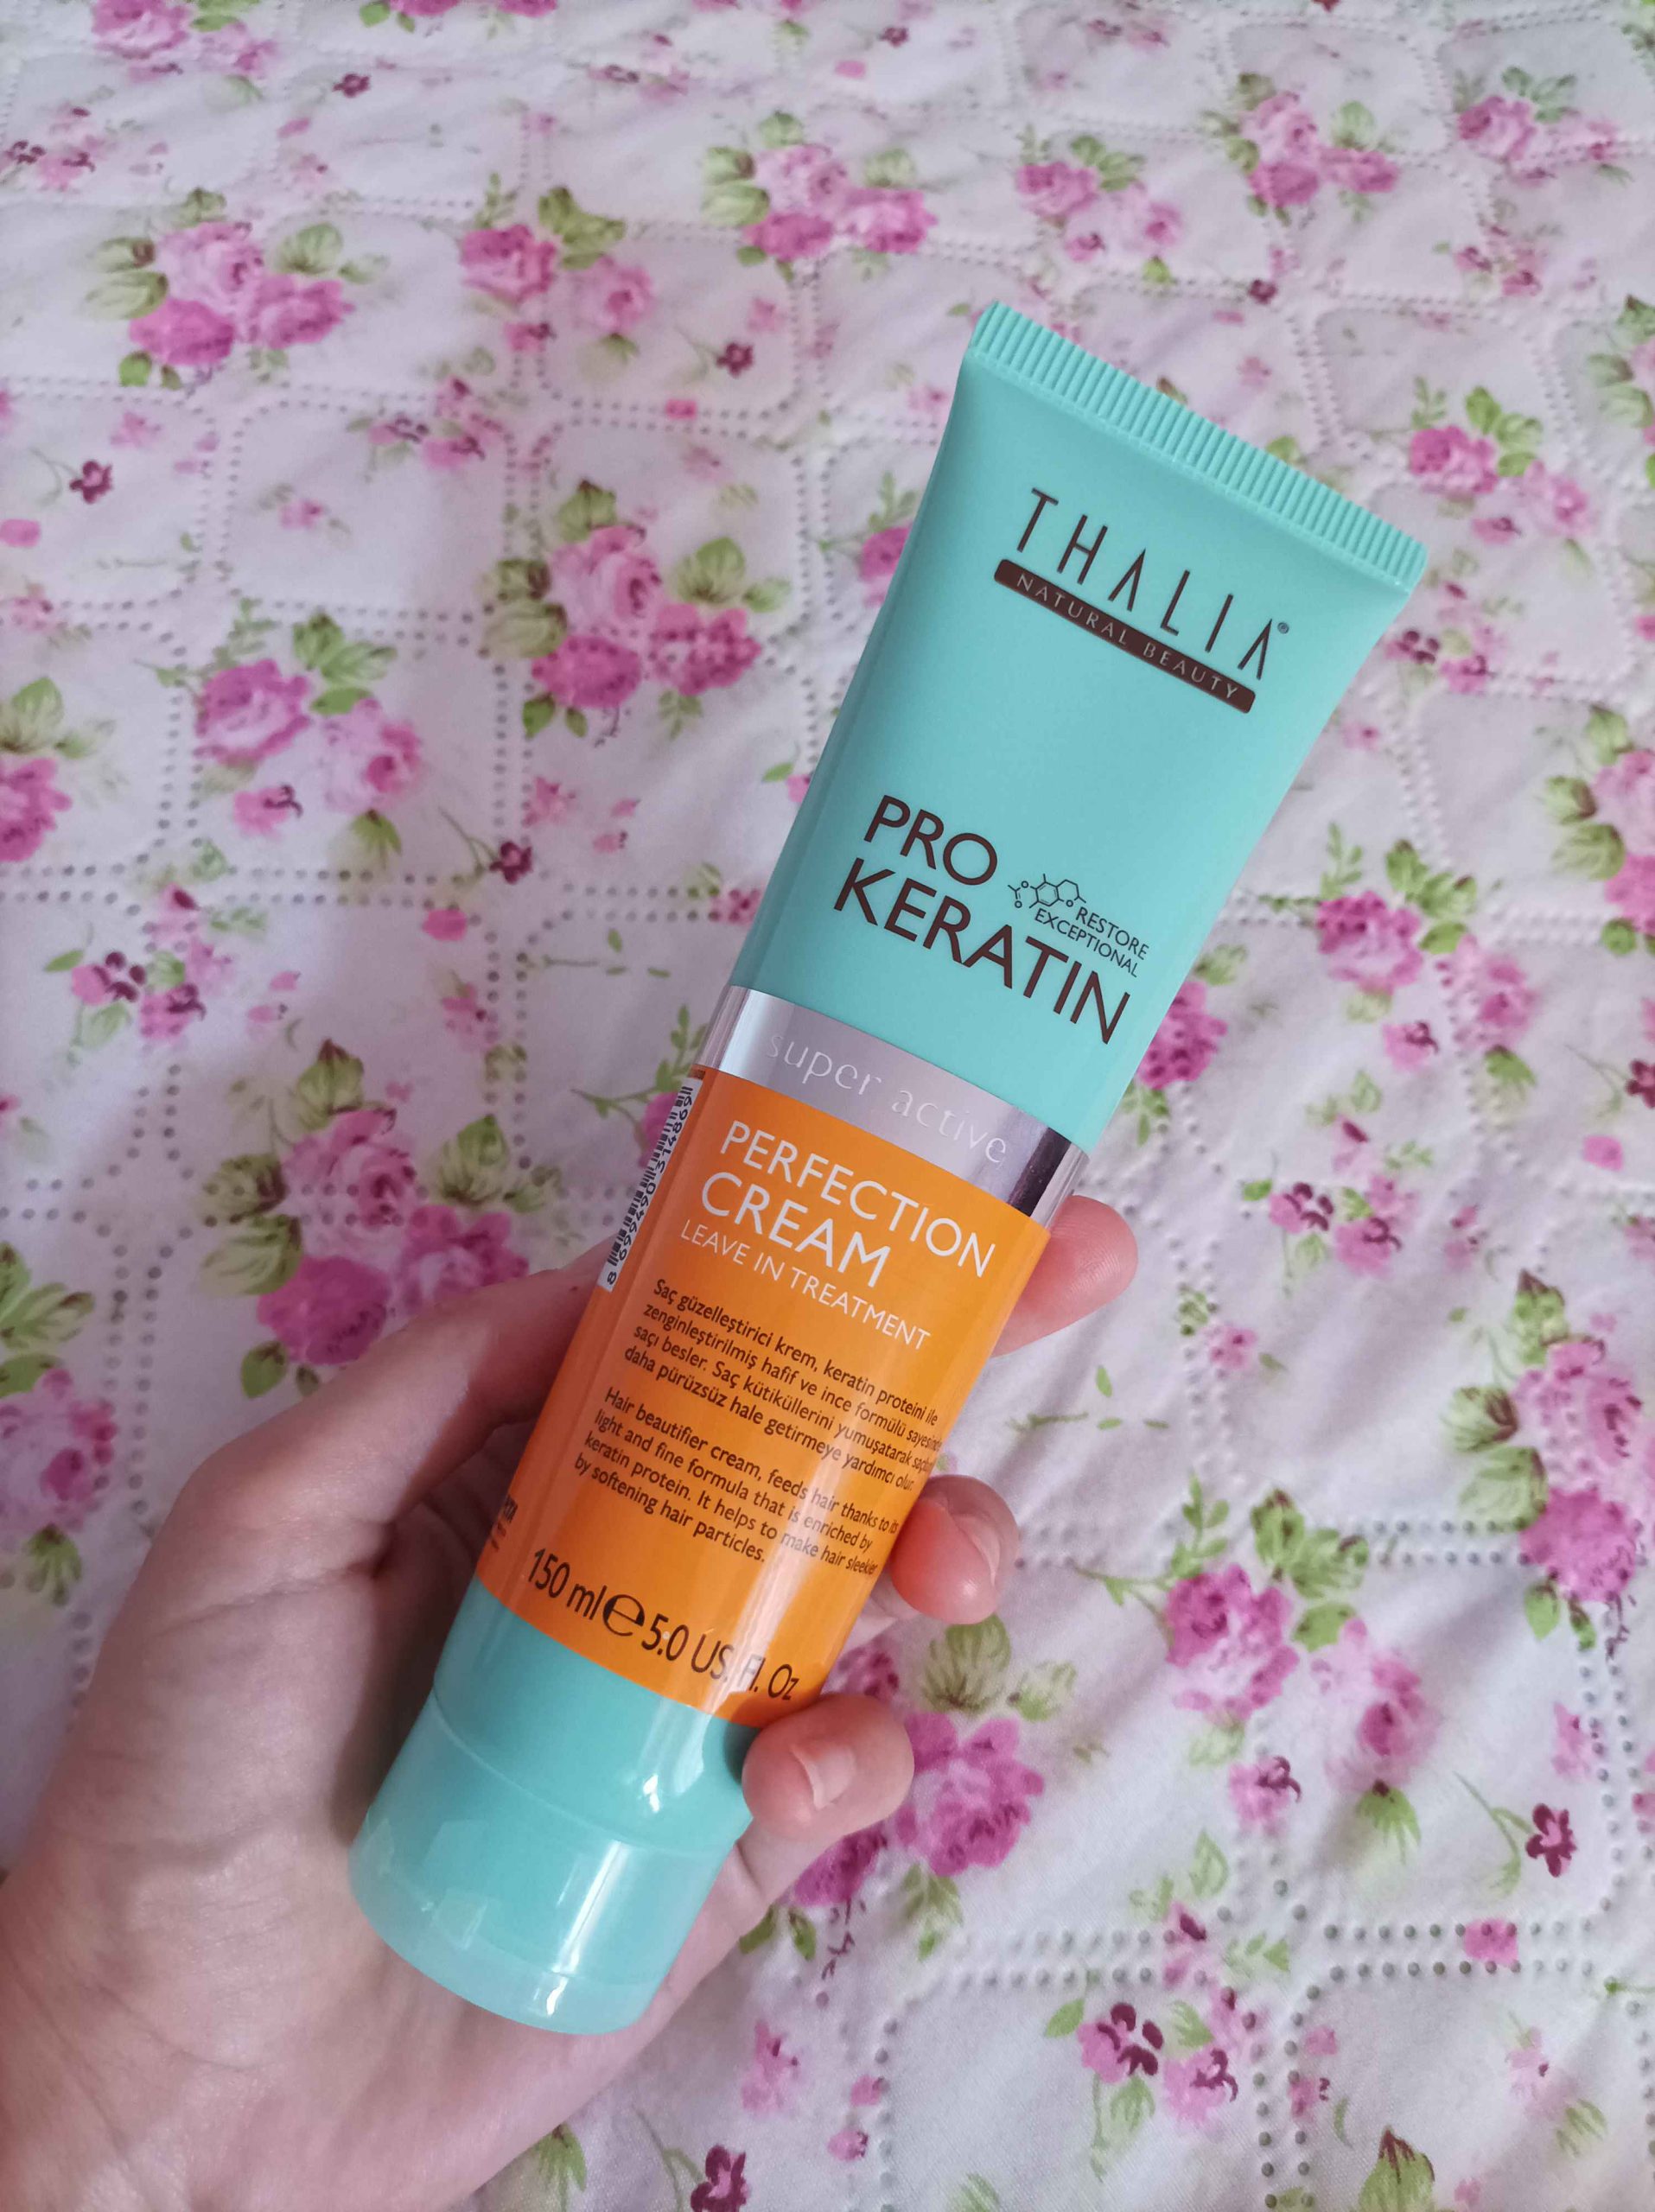 THALIA®
NATURAL BEAUTY
PRO
KERATIN
RESTORE
EXCEPTIONAL
super active
PERFECTION
CREAM
LEAVE IN TREATMENT
Saç güzelleştirici krem, keratin proteini ile
zenginleştirilmiş hafif ve ince formülü
saçı besler. Saç kütiküllerini yumuşatarak
daha pürüzsüz hale getirmeye yardımcı olur.
Hair beautifier cream, feeds hair thanks to its
light and fine formula that is enriched by
keratin protein. It helps to make hair sleeker
by softening hair particles.
150 ml ℮ 5.0 US. Fl. Oz